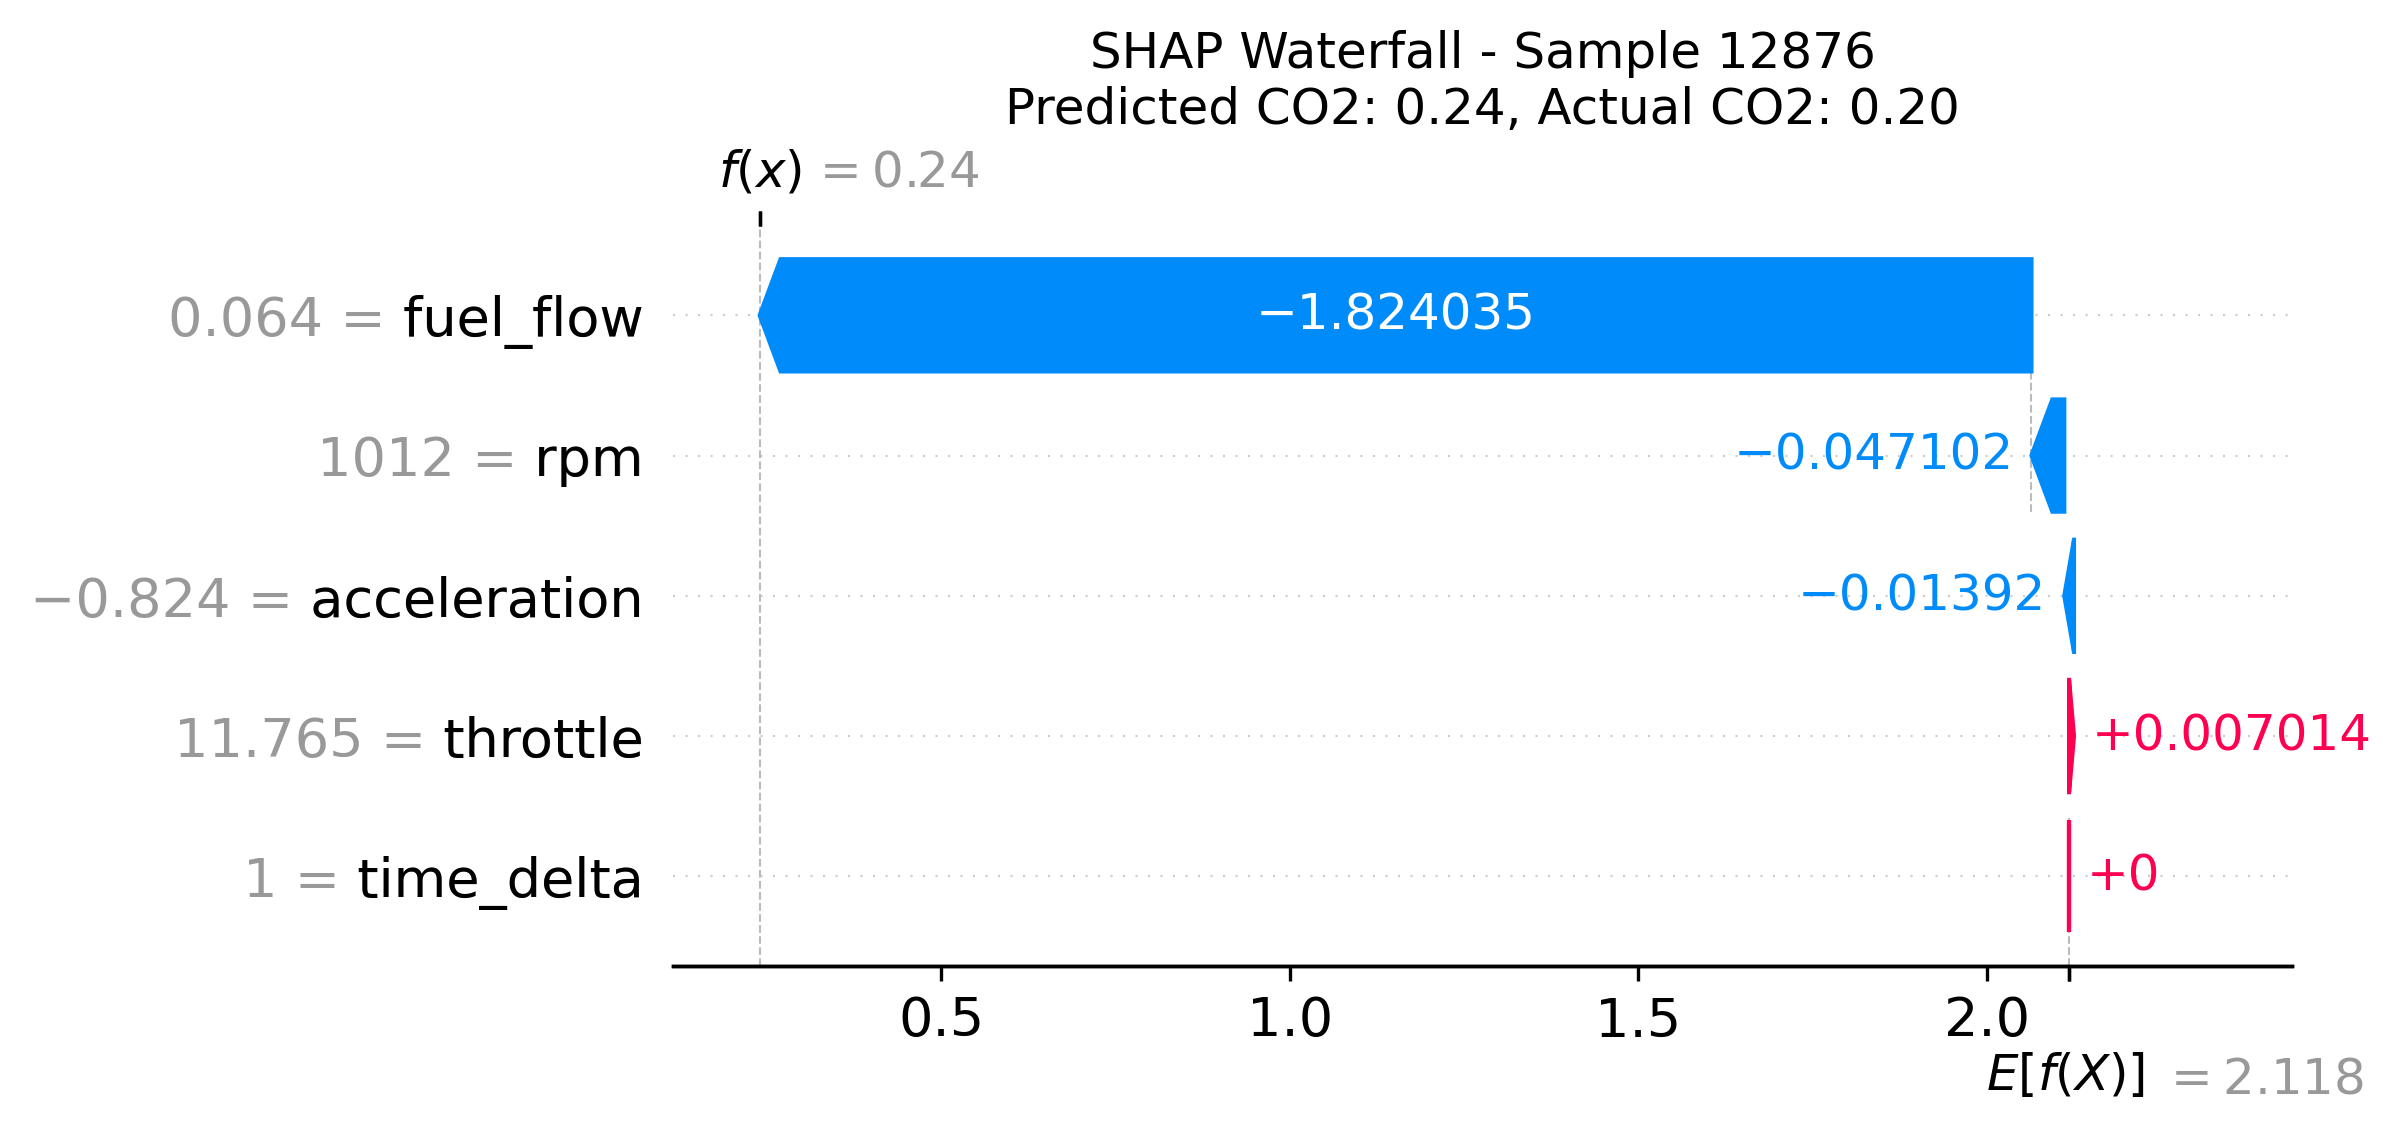 SHAP Waterfall - Sample 12876
Predicted CO2: 0.24, Actual CO2: 0.20
f(x) = 0.24
0.064 = fuel_flow −1.824035
1012 = rpm −0.047102
−0.824 = acceleration −0.01392
11.765 = throttle +0.007014
1 = time_delta +0
0.5 1.0 1.5 2.0
E[f(X)] = 2.118